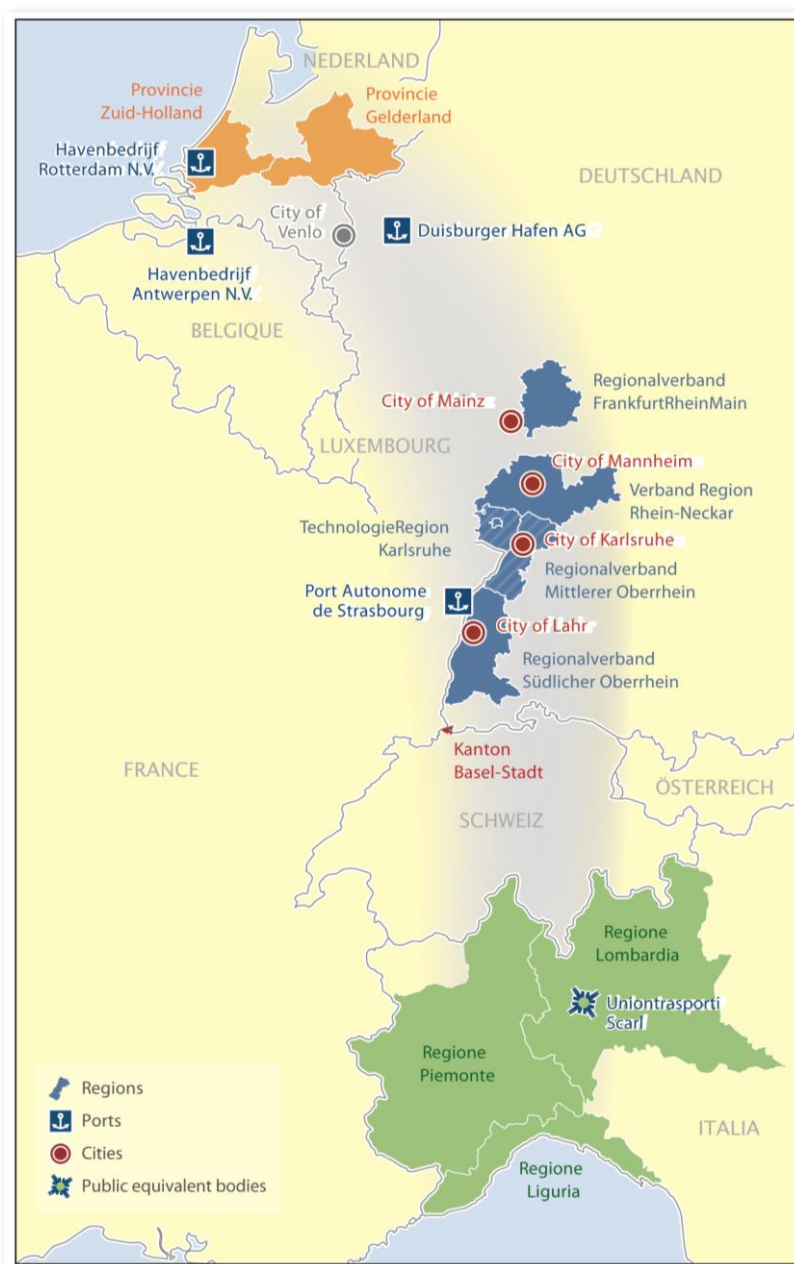 NEDERLAND
Provincie
Zuid-Holland
Provincie
Gelderland
Havenbedrijf
Rotterdam N.V.
DEUTSCHLAND
City of
Venlo
Duisburger Hafen AG
Havenbedrijf
Antwerpen N.V.
BELGIQUE
Regionalverband
FrankfurtRheinMain
City of Mainz
LUXEMBOURG
City of Mannheim
Verband Region
Rhein-Neckar
TechnologieRegion
Karlsruhe
City of Karlsruhe
Regionalverband
Mittlerer Oberrhein
Port Autonome
de Strasbourg
City of Lahr
Regionalverband
Südlicher Oberrhein
Kanton
Basel-Stadt
FRANCE
ÖSTERREICH
SCHWEIZ
Regione
Lombardia
Uniontrasporti
Scarl
Regione
Piemonte
Regions
Ports
Cities
Public equivalent bodies
ITALIA
Regione
Liguria